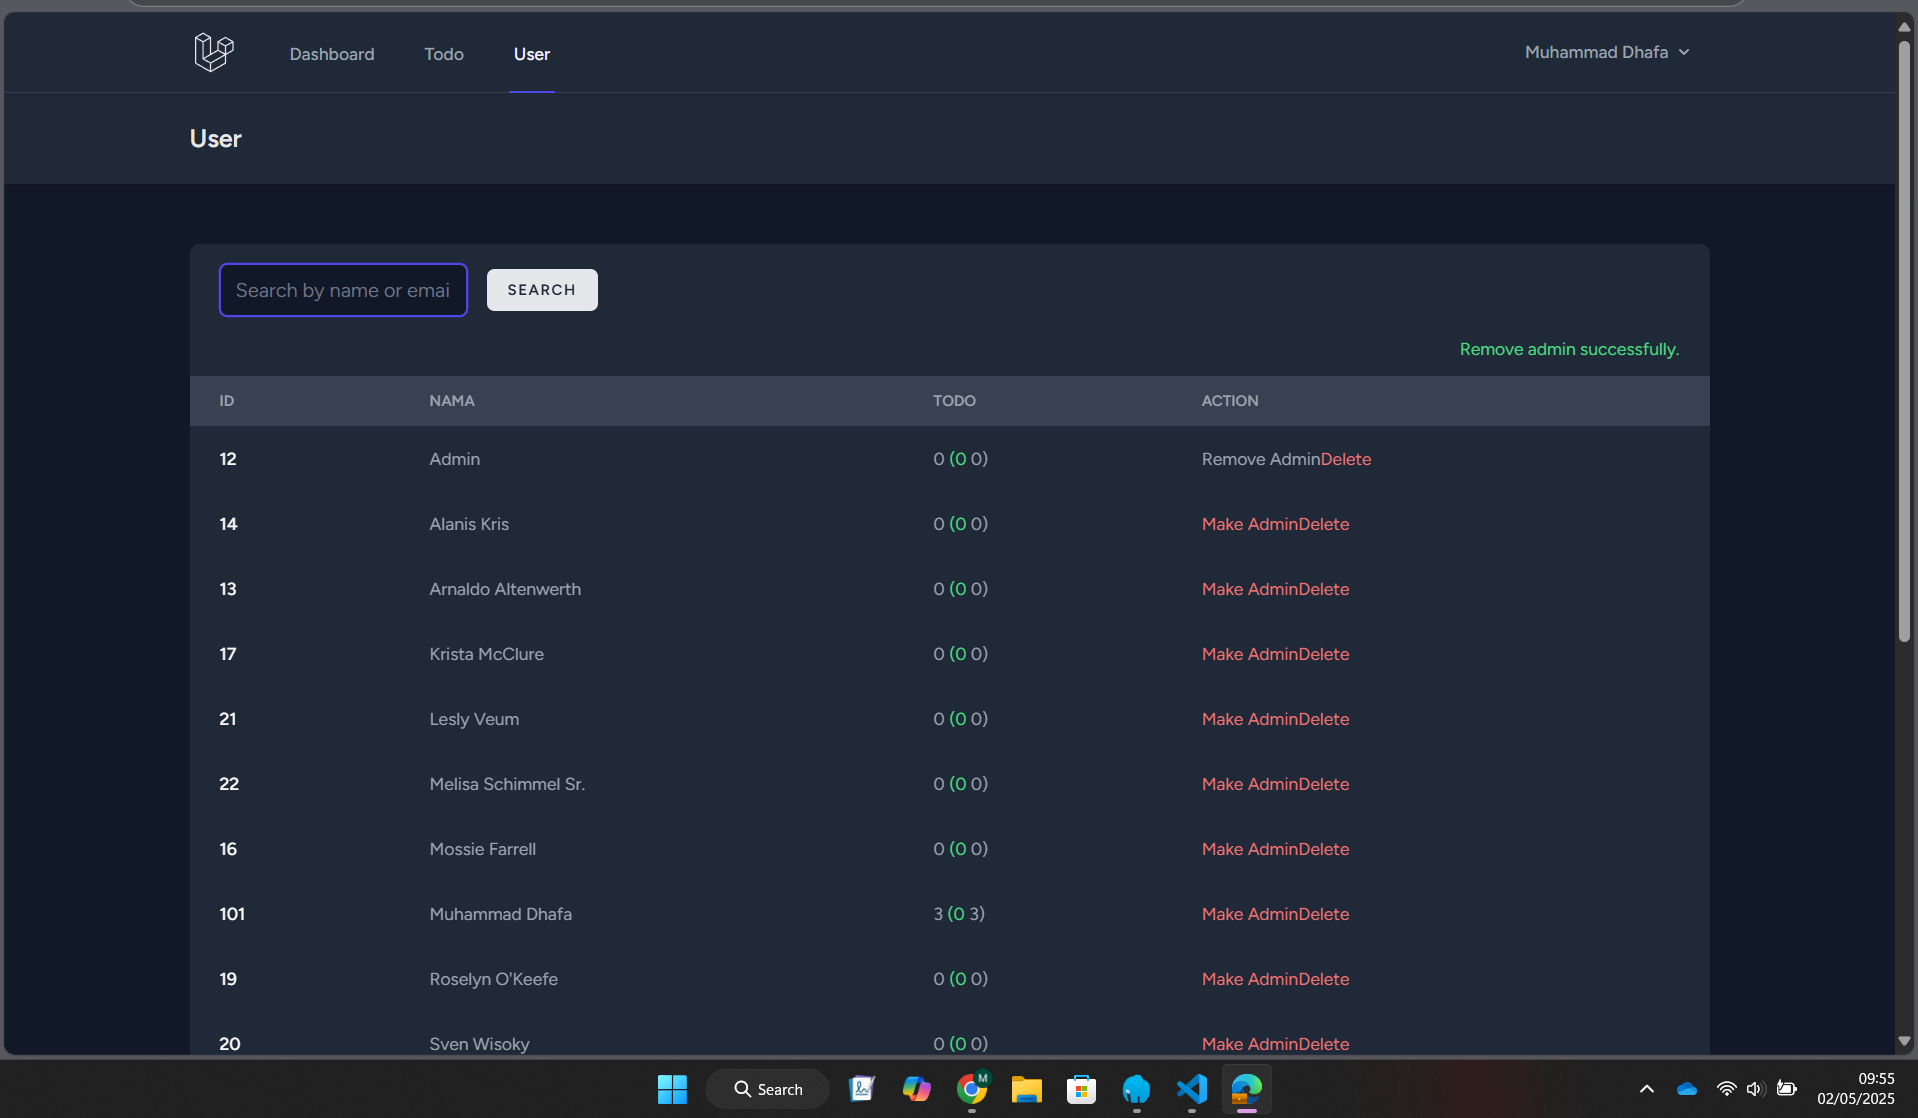 Dashboard Todo User Muhammad Dhafa
User
Search by name or emai SEARCH
Remove admin successfully.
ID NAMA TODO ACTION
12 Admin 0 (0 0) Remove AdminDelete
14 Alanis Kris 0 (0 0) Make AdminDelete
13 Arnaldo Altenwerth 0 (0 0) Make AdminDelete
17 Krista McClure 0 (0 0) Make AdminDelete
21 Lesly Veum 0 (0 0) Make AdminDelete
22 Melisa Schimmel Sr. 0 (0 0) Make AdminDelete
16 Mossie Farrell 0 (0 0) Make AdminDelete
101 Muhammad Dhafa 3 (0 3) Make AdminDelete
19 Roselyn O'Keefe 0 (0 0) Make AdminDelete
20 Sven Wisoky 0 (0 0) Make AdminDelete
Search M 09:55
02/05/2025